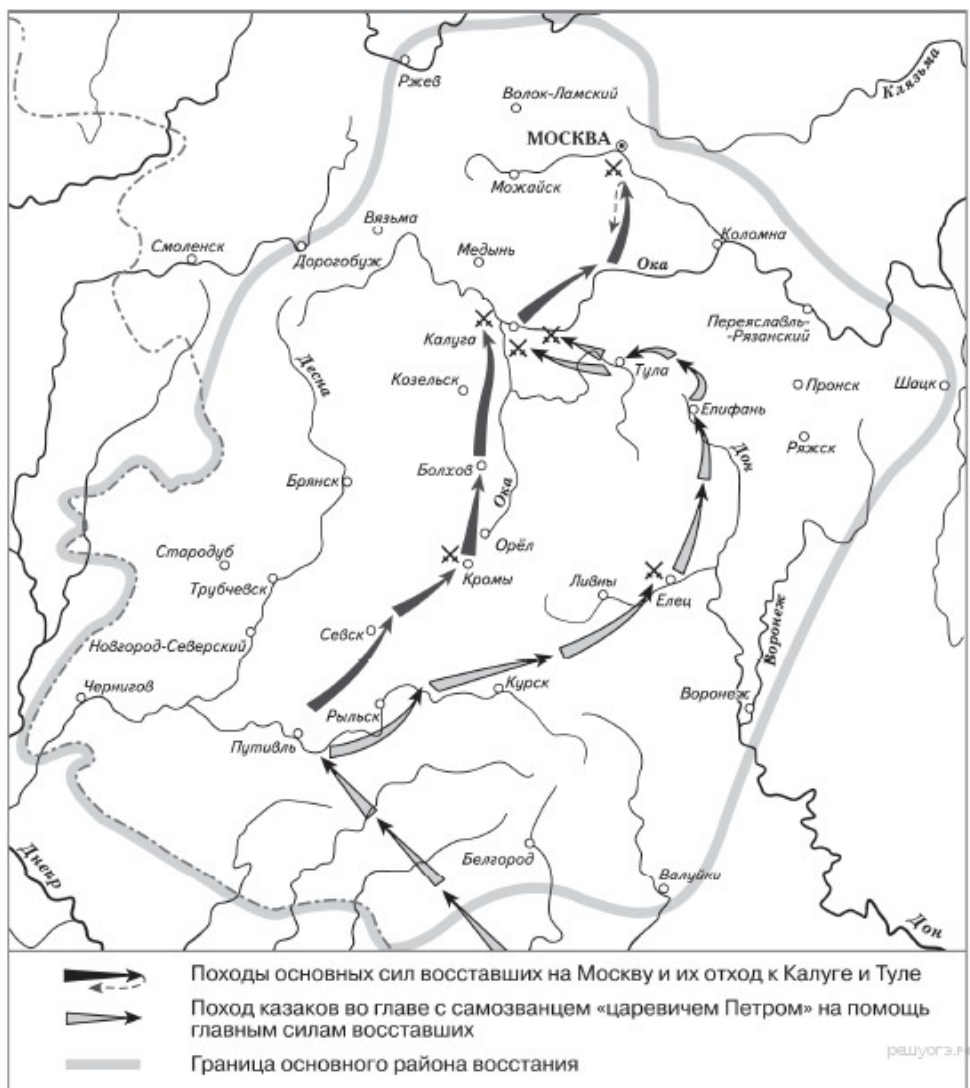 Ржев
Волок-Ламский
Клязьма
МОСКВА
Можайск
Вязьма
Смоленск
Дорогобуж
Медынь
Коломна
Ока
Переяславль-
-Рязанский
Калуга
Десна
Козельск
Тула
Пронск
Шацк
Епифань
Ряжск
Дон
Болхов
Брянск
Ока
Орёл
Стародуб
Кромы
Трубчевск
Ливны
Елец
Севск
Новгород-Северский
Воронеж
Чернигов
Курск
Воронеж
Рыльск
Путивль
Белгород
Днепр
Валуйки
Дон
Походы основных сил восставших на Москву и их отход к Калуге и Туле
Поход казаков во главе с самозванцем «царевичем Петром» на помощь
главным силам восставших
Граница основного района восстания